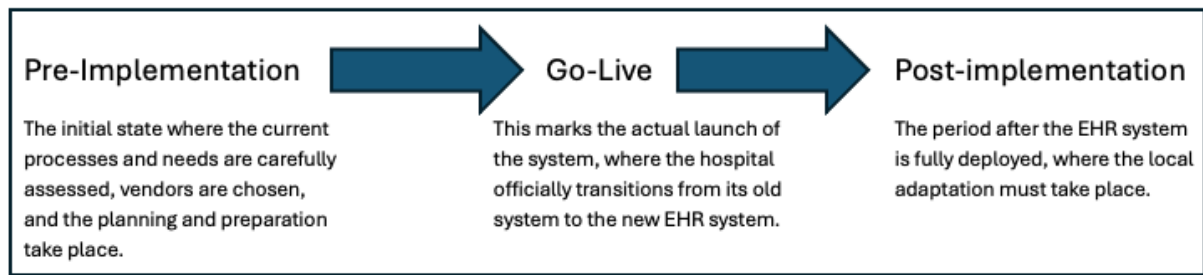 Pre-Implementation
Go-Live
Post-implementation
The initial state where the current
processes and needs are carefully
assessed, vendors are chosen,
and the planning and preparation
take place.
This marks the actual launch of
the system, where the hospital
officially transitions from its old
system to the new EHR system.
The period after the EHR system
is fully deployed, where the local
adaptation must take place.